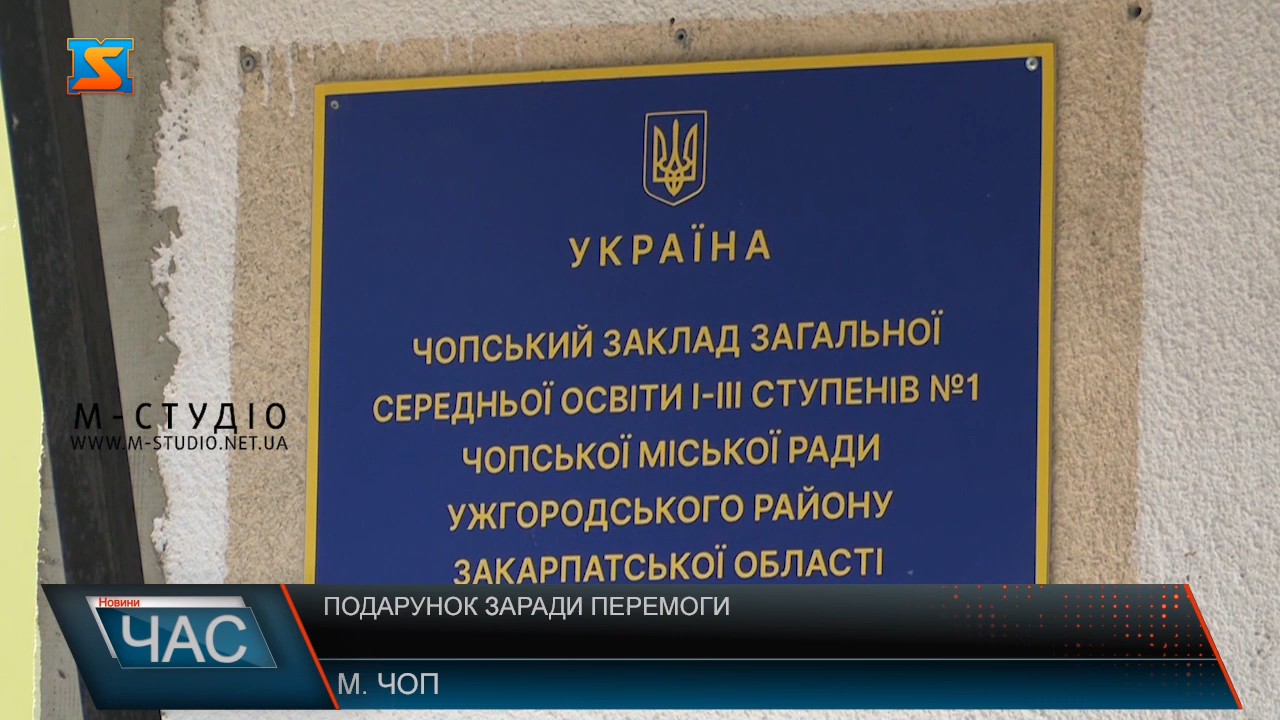 УКРАЇНА
ЧОПСЬКИЙ ЗАКЛАД ЗАГАЛЬНОЇ
СЕРЕДНЬОЇ ОСВІТИ І-ІІІ СТУПЕНІВ №1
ЧОПСЬКОЇ МІСЬКОЇ РАДИ
УЖГОРОДСЬКОГО РАЙОНУ
ЗАКАРПАТСЬКОЇ ОБЛАСТІ
М-СТУДІО
WWW.M-STUDIO.NET.UA
Новини
ЧАС
ПОДАРУНОК ЗАРАДИ ПЕРЕМОГИ
М. ЧОП